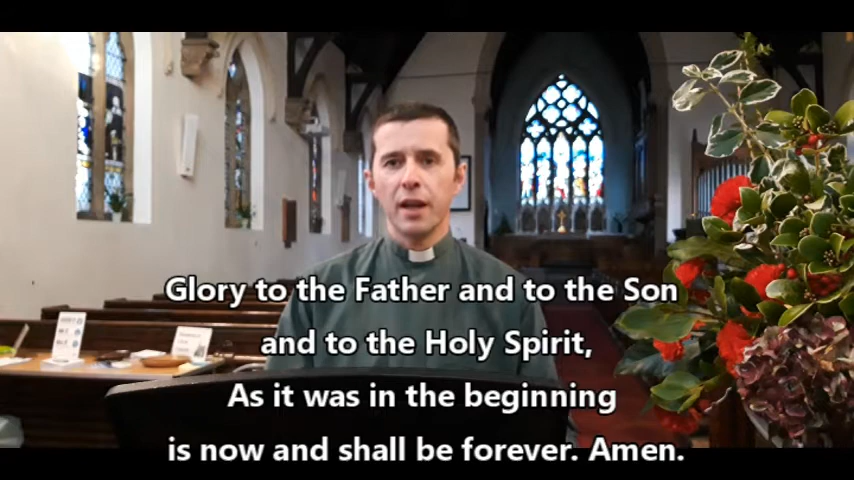 Glory to the Father and to the Son
and to the Holy Spirit,
As it was in the beginning
is now and shall be forever. Amen.